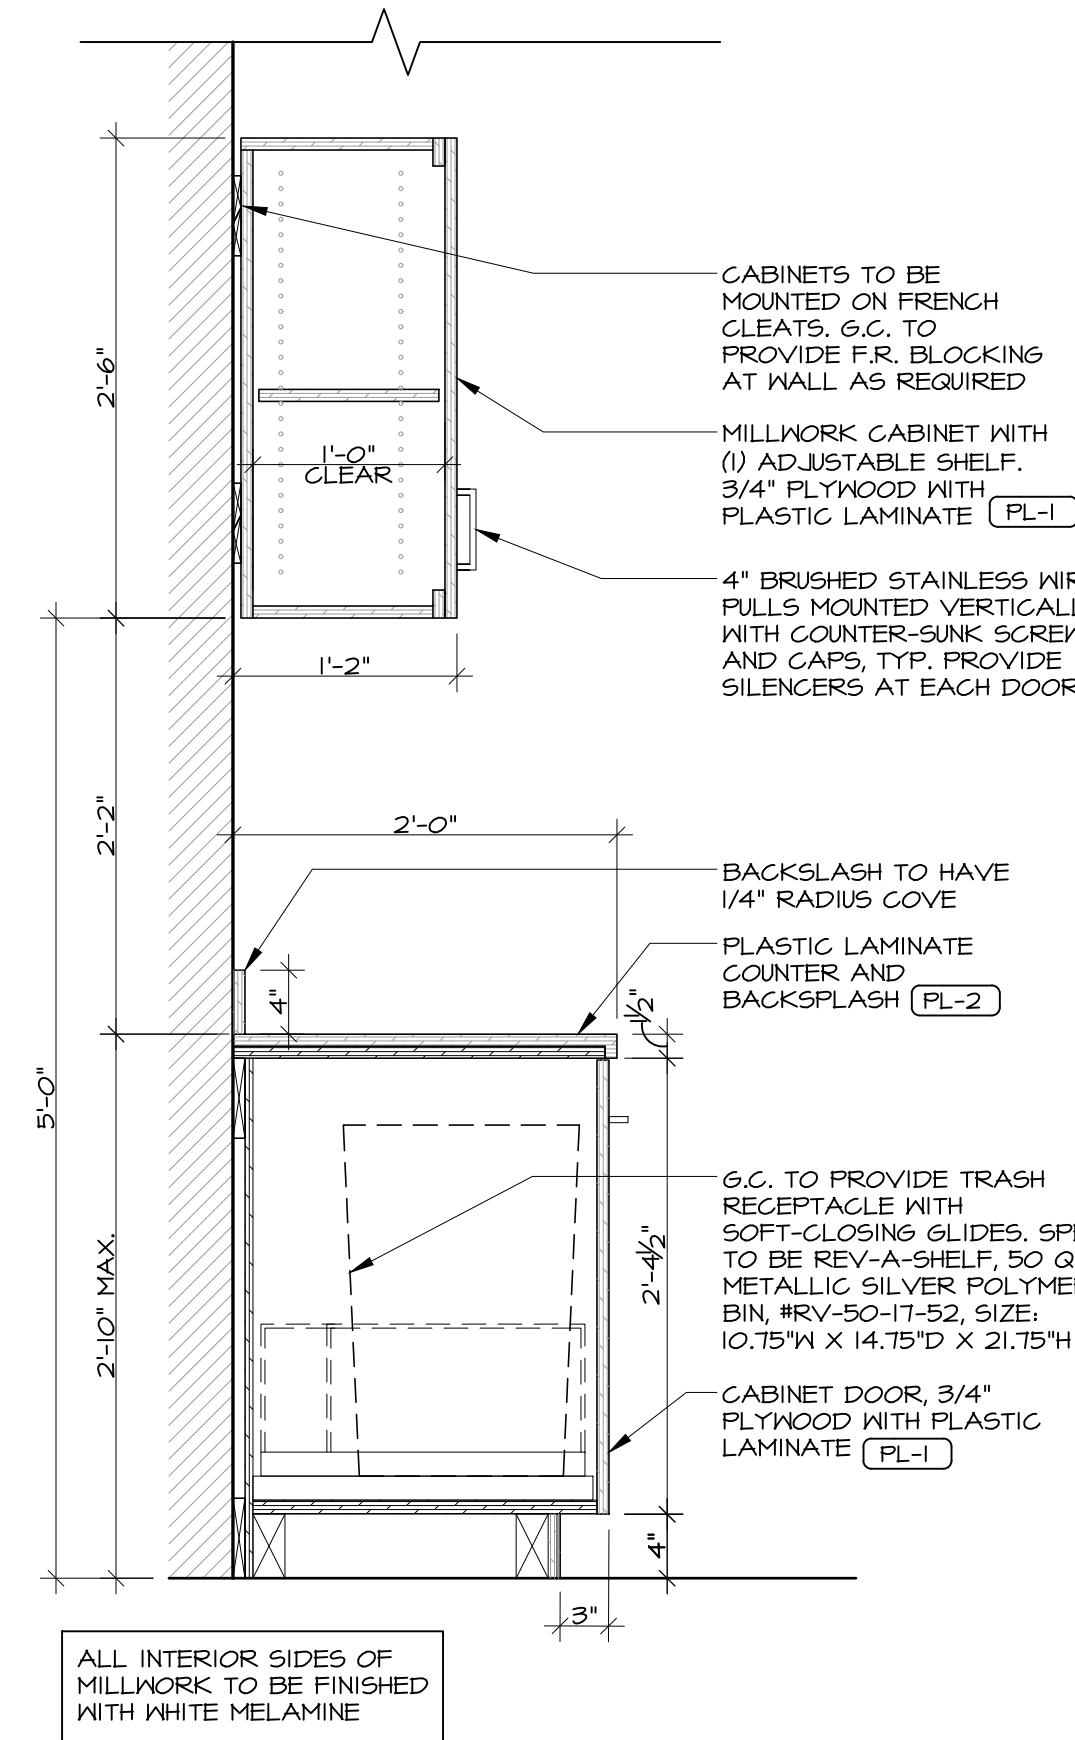 2'-6"
CABINETS TO BE
MOUNTED ON FRENCH
CLEATS. G.C. TO
PROVIDE F.R. BLOCKING
AT WALL AS REQUIRED
MILLWORK CABINET WITH
(1) ADJUSTABLE SHELF.
3/4" PLYWOOD WITH
PLASTIC LAMINATE PL-1
1'-0"
CLEAR
4" BRUSHED STAINLESS WIR
PULLS MOUNTED VERTICALL
WITH COUNTER-SUNK SCREW
AND CAPS, TYP. PROVIDE
SILENCERS AT EACH DOOR
1'-2"
2'-2"
2'-0"
BACKSLASH TO HAVE
1/4" RADIUS COVE
PLASTIC LAMINATE
COUNTER AND
BACKSPLASH PL-2
4"
1½"
5'-0"
2'-10" MAX.
2'-4½"
G.C. TO PROVIDE TRASH
RECEPTACLE WITH
SOFT-CLOSING GLIDES. SPE
TO BE REV-A-SHELF, 50 Q
METALLIC SILVER POLYME
BIN, #RV-50-17-52, SIZE:
10.75"W X 14.75"D X 21.75"H
CABINET DOOR, 3/4"
PLYWOOD WITH PLASTIC
LAMINATE PL-1
4"
3"
ALL INTERIOR SIDES OF
MILLWORK TO BE FINISHED
WITH WHITE MELAMINE